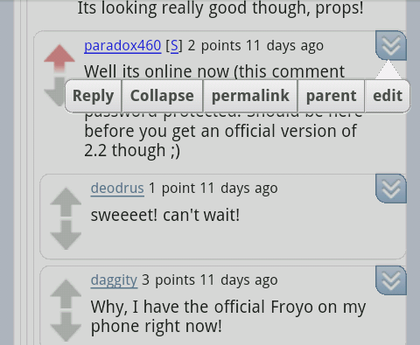 Its looking really good though, props!
paradox460 [S] 2 points 11 days ago
Well its online now (this comment
Reply Collapse permalink parent edit
password protected. Should be here
before you get an official version of
2.2 though ;)
deodrus 1 point 11 days ago
sweeeet! can't wait!
daggity 3 points 11 days ago
Why, I have the official Froyo on my
phone right now!